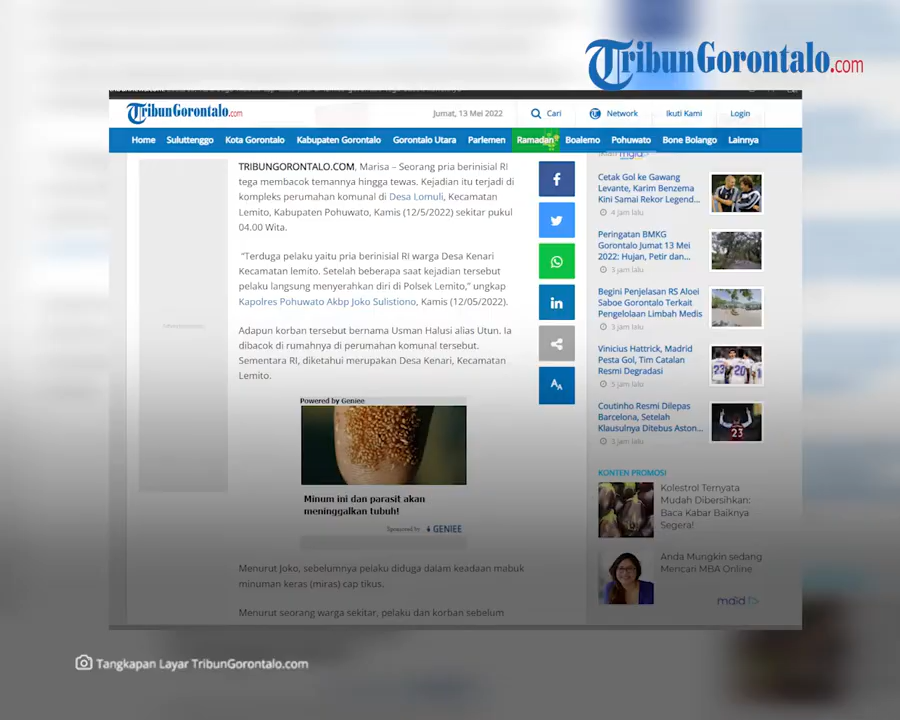 TribunGorontalo.com
TribunGorontalo.com
Jumat, 13 Mei 2022
Cari
Network
Ikuti Kami
Login
Home
Suluttenggo
Kota Gorontalo
Kabupaten Gorontalo
Gorontalo Utara
Parlemen
Ramadan
Boalemo
Pohuwato
Bone Bolango
Lainnya
TRIBUNGORONTALO.COM, Marisa – Seorang pria berinisial RI
tega membacok temannya hingga tewas. Kejadian itu terjadi di
kompleks perumahan komunal di Desa Lomuli, Kecamatan
Lemito, Kabupaten Pohuwato, Kamis (12/5/2022) sekitar pukul
04.00 Wita.
"Terduga pelaku yaitu pria berinisial RI warga Desa Kenari
Kecamatan lemito. Setelah beberapa saat kejadian tersebut
pelaku langsung menyerahkan diri di Polsek Lemito," ungkap
Kapolres Pohuwato Akbp Joko Sulistiono, Kamis (12/05/2022).
Adapun korban tersebut bernama Usman Halusi alias Utun. Ia
dibacok di rumahnya di perumahan komunal tersebut.
Sementara RI, diketahui merupakan Desa Kenari, Kecamatan
Lemito.
Powered by Geniee
Minum ini dan parasit akan
meninggalkan tubuh!
Sponsored by GENIEE
Menurut Joko, sebelumnya pelaku diduga dalam keadaan mabuk
minuman keras (miras) cap tikus.
Menurut seorang warga sekitar, pelaku dan korban sebelum
mgid
Cetak Gol ke Gawang
Levante, Karim Benzema
Kini Samai Rekor Legend...
4 jam lalu
Peringatan BMKG
Gorontalo Jumat 13 Mei
2022: Hujan, Petir dan...
3 jam lalu
Begini Penjelasan RS Aloei
Saboe Gorontalo Terkait
Pengelolaan Limbah Medis
3 jam lalu
Vinicius Hattrick, Madrid
Pesta Gol, Tim Catalan
Resmi Degradasi
5 jam lalu
Coutinho Resmi Dilepas
Barcelona, Setelah
Klausulnya Ditebus Aston...
3 jam lalu
KONTEN PROMOSI
Kolestrol Ternyata
Mudah Dibersihkan:
Baca Kabar Baiknya
Segera!
Anda Mungkin sedang
Mencari MBA Online
Tangkapan Layar TribunGorontalo.com